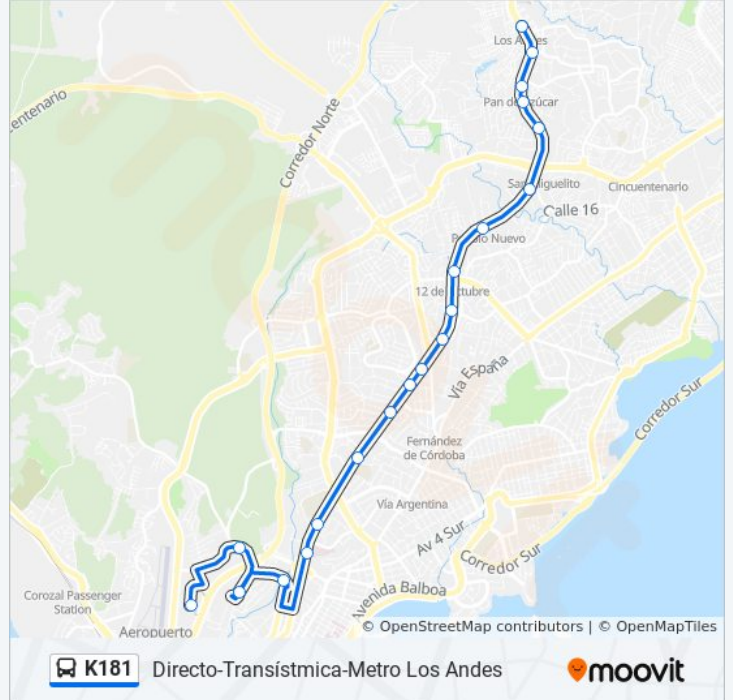 Los Andes
Pan de Azúcar
entenario
Corredor Norte
San Miguelito
Cincuentenario
Calle 16
Pueblo Nuevo
12 de Octubre
Vía España
Corredor Sur
Fernández
de Córdoba
Vía Argentina
Av 4 Sur
Corredor Sur
Avenida Balboa
Corozal Passenger
Station
Aeropuerto
© OpenStreetMap contributors | © OpenMapTiles
K181 Directo-Transístmica-Metro Los Andes
moovit